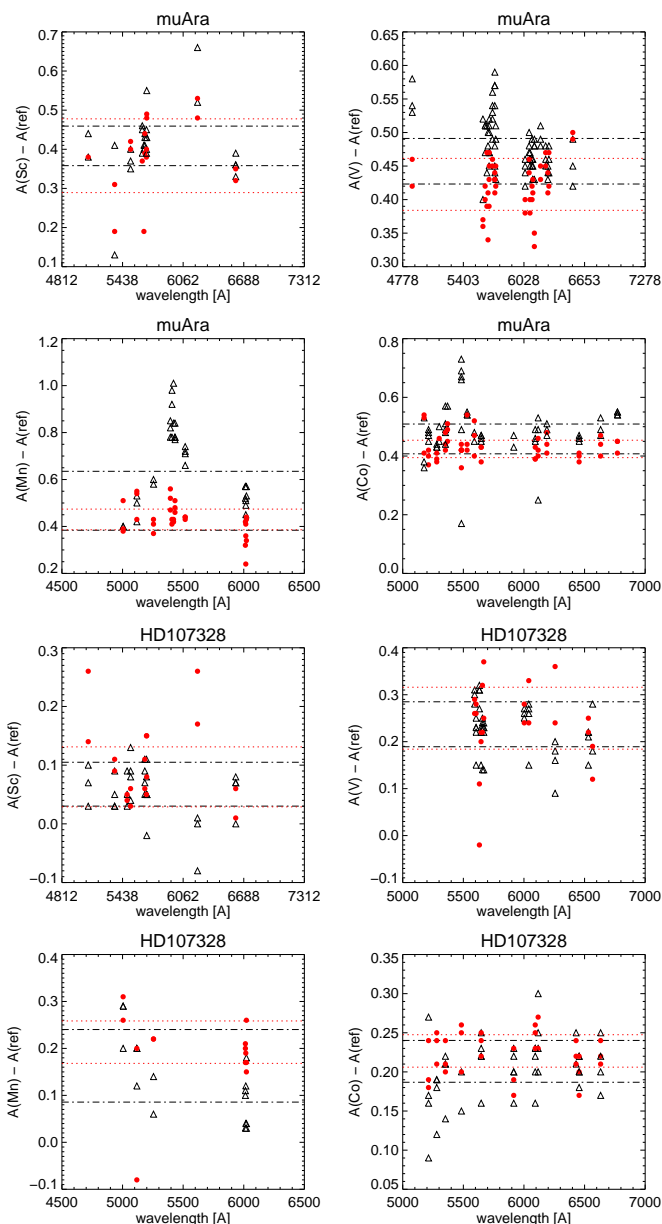 muAra
A(Sc) − A(ref)
0.7
0.6
0.5
0.4
0.3
0.2
0.1
4812 5438 6062 6688 7312
wavelength [A]
muAra
A(V) − A(ref)
0.60
0.55
0.50
0.45
0.40
0.35
0.30
4778 5403 6028 6653 7278
wavelength [A]
muAra
A(Mn) − A(ref)
1.2
1.0
0.8
0.6
0.4
0.2
4500 5000 5500 6000 6500
wavelength [A]
muAra
A(Co) − A(ref)
0.8
0.6
0.4
0.2
0.0
5000 5500 6000 6500 7000
wavelength [A]
HD107328
A(Sc) − A(ref)
0.3
0.2
0.1
0.0
−0.1
4812 5438 6062 6688 7312
wavelength [A]
HD107328
A(V) − A(ref)
0.4
0.3
0.2
0.1
0.0
−0.1
5000 5500 6000 6500 7000
wavelength [A]
HD107328
A(Mn) − A(ref)
0.4
0.3
0.2
0.1
0.0
−0.1
4500 5000 5500 6000 6500
wavelength [A]
HD107328
A(Co) − A(ref)
0.35
0.30
0.25
0.20
0.15
0.10
0.05
5000 5500 6000 6500 7000
wavelength [A]